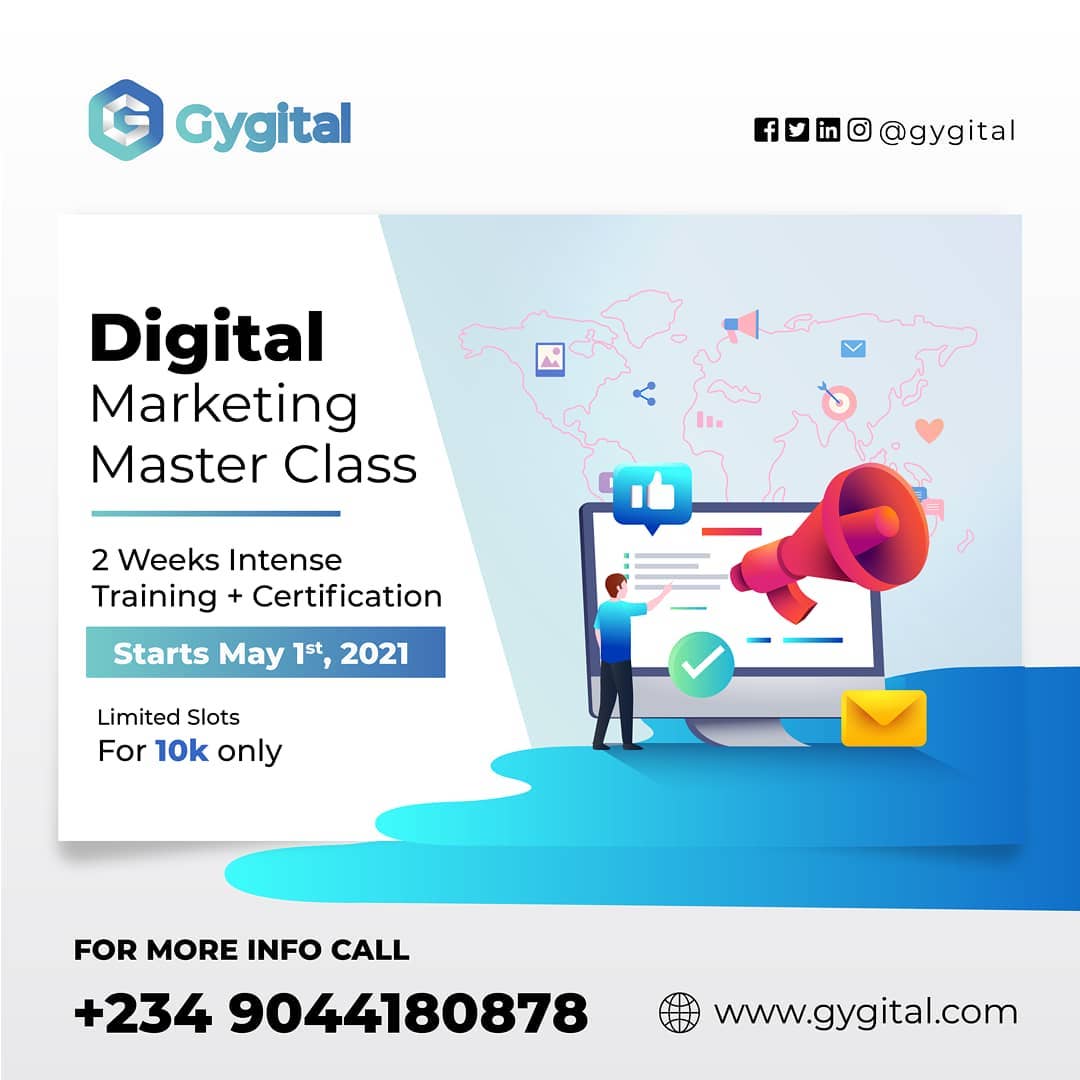 Gygital
@gygital
Digital
Marketing
Master Class
2 Weeks Intense
Training + Certification
Starts May 1st, 2021
Limited Slots
For 10k only
FOR MORE INFO CALL
+234 9044180878
www.gygital.com